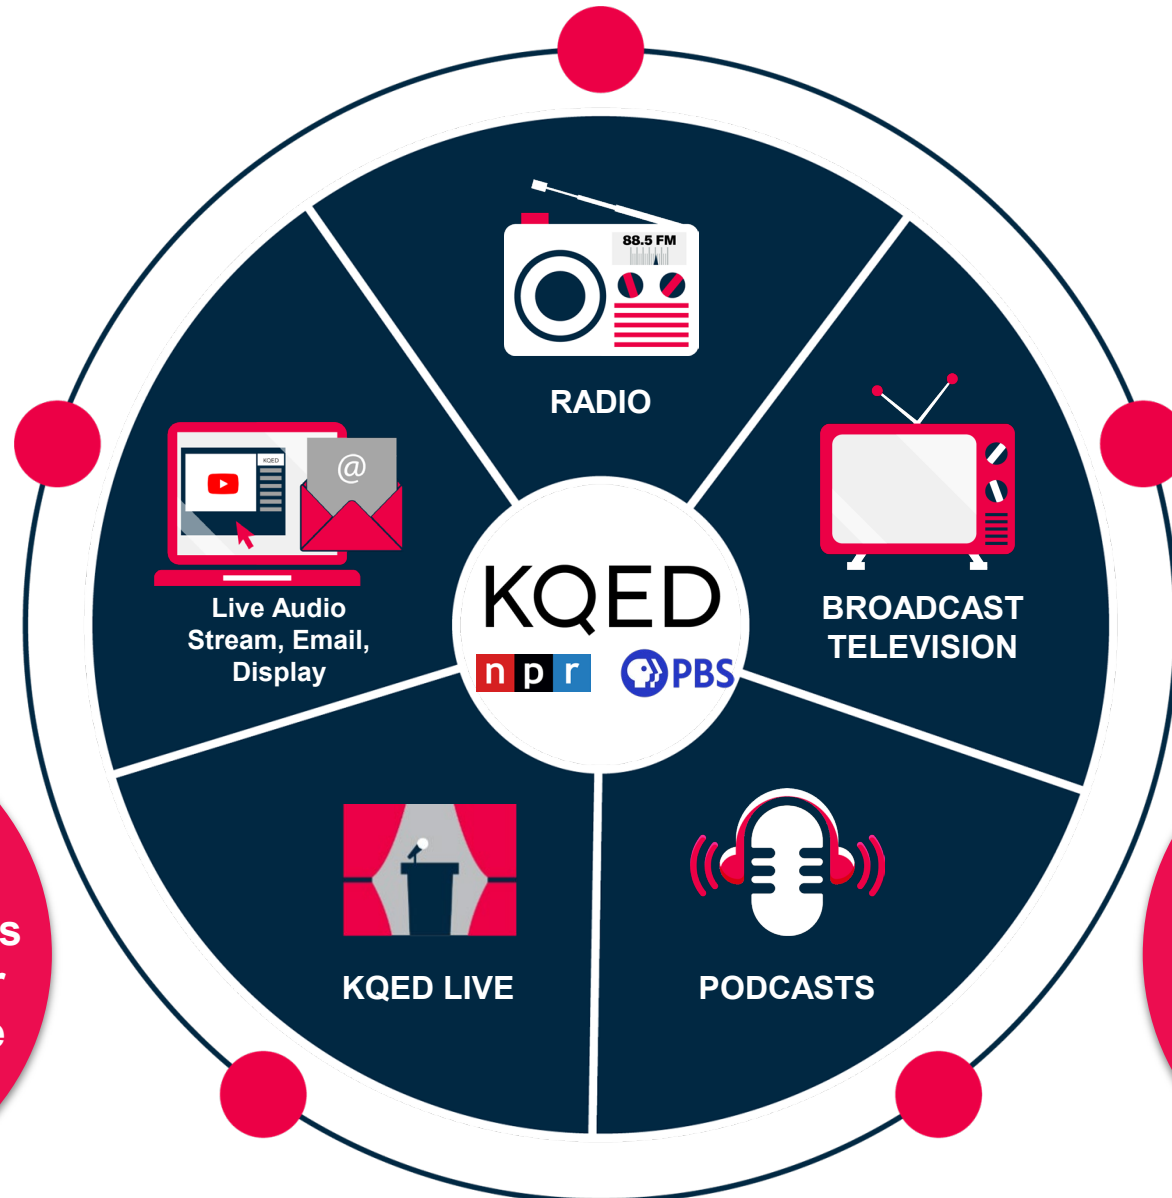 88.5 FM
RADIO
KQED
@
Live Audio
Stream, Email,
Display
BROADCAST
TELEVISION
KQED
npr
PBS
KQED LIVE
PODCASTS